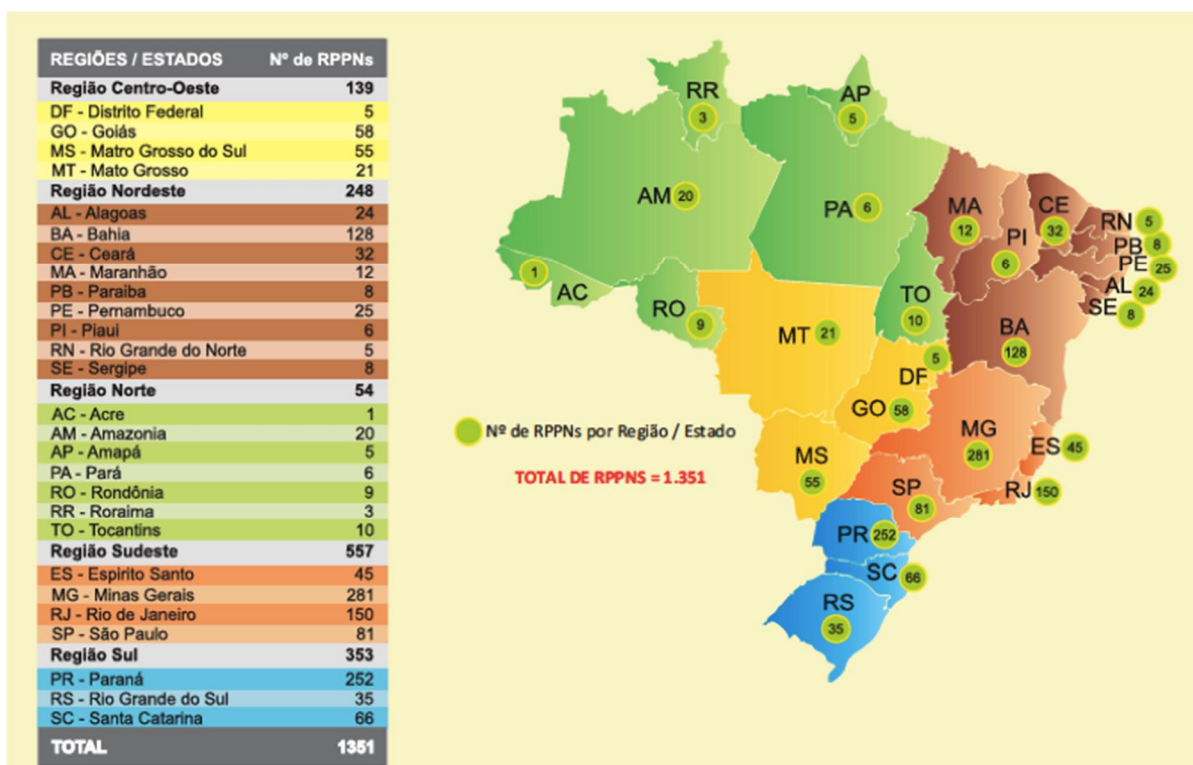 REGIÕES / ESTADOS Nº de RPPNs
Região Centro-Oeste 139
DF - Distrito Federal 5
GO - Goiás 58
MS - Matro Grosso do Sul 55
MT - Mato Grosso 21
Região Nordeste 248
AL - Alagoas 24
BA - Bahia 128
CE - Ceará 32
MA - Maranhão 12
PB - Paraiba 8
PE - Pernambuco 25
PI - Piaui 6
RN - Rio Grande do Norte 5
SE - Sergipe 8
Região Norte 54
AC - Acre 1
AM - Amazonia 20
AP - Amapá 5
PA - Pará 6
RO - Rondônia 9
RR - Roraima 3
TO - Tocantins 10
Região Sudeste 557
ES - Espirito Santo 45
MG - Minas Gerais 281
RJ - Rio de Janeiro 150
SP - São Paulo 81
Região Sul 353
PR - Paraná 252
RS - Rio Grande do Sul 35
SC - Santa Catarina 66
TOTAL 1351
RR
3
AP
5
AM 20
PA 6
MA
12
PI
6
CE
32
RN 5
PB 8
PE 25
AL 24
SE 8
1
AC
RO
9
TO
10
MT 21
BA
128
5
DF
GO 58
Nº de RPPNs por Região / Estado
TOTAL DE RPPNS = 1.351
MS
55
MG
281
ES 45
RJ 150
SP
81
PR 252
SC 66
RS
35